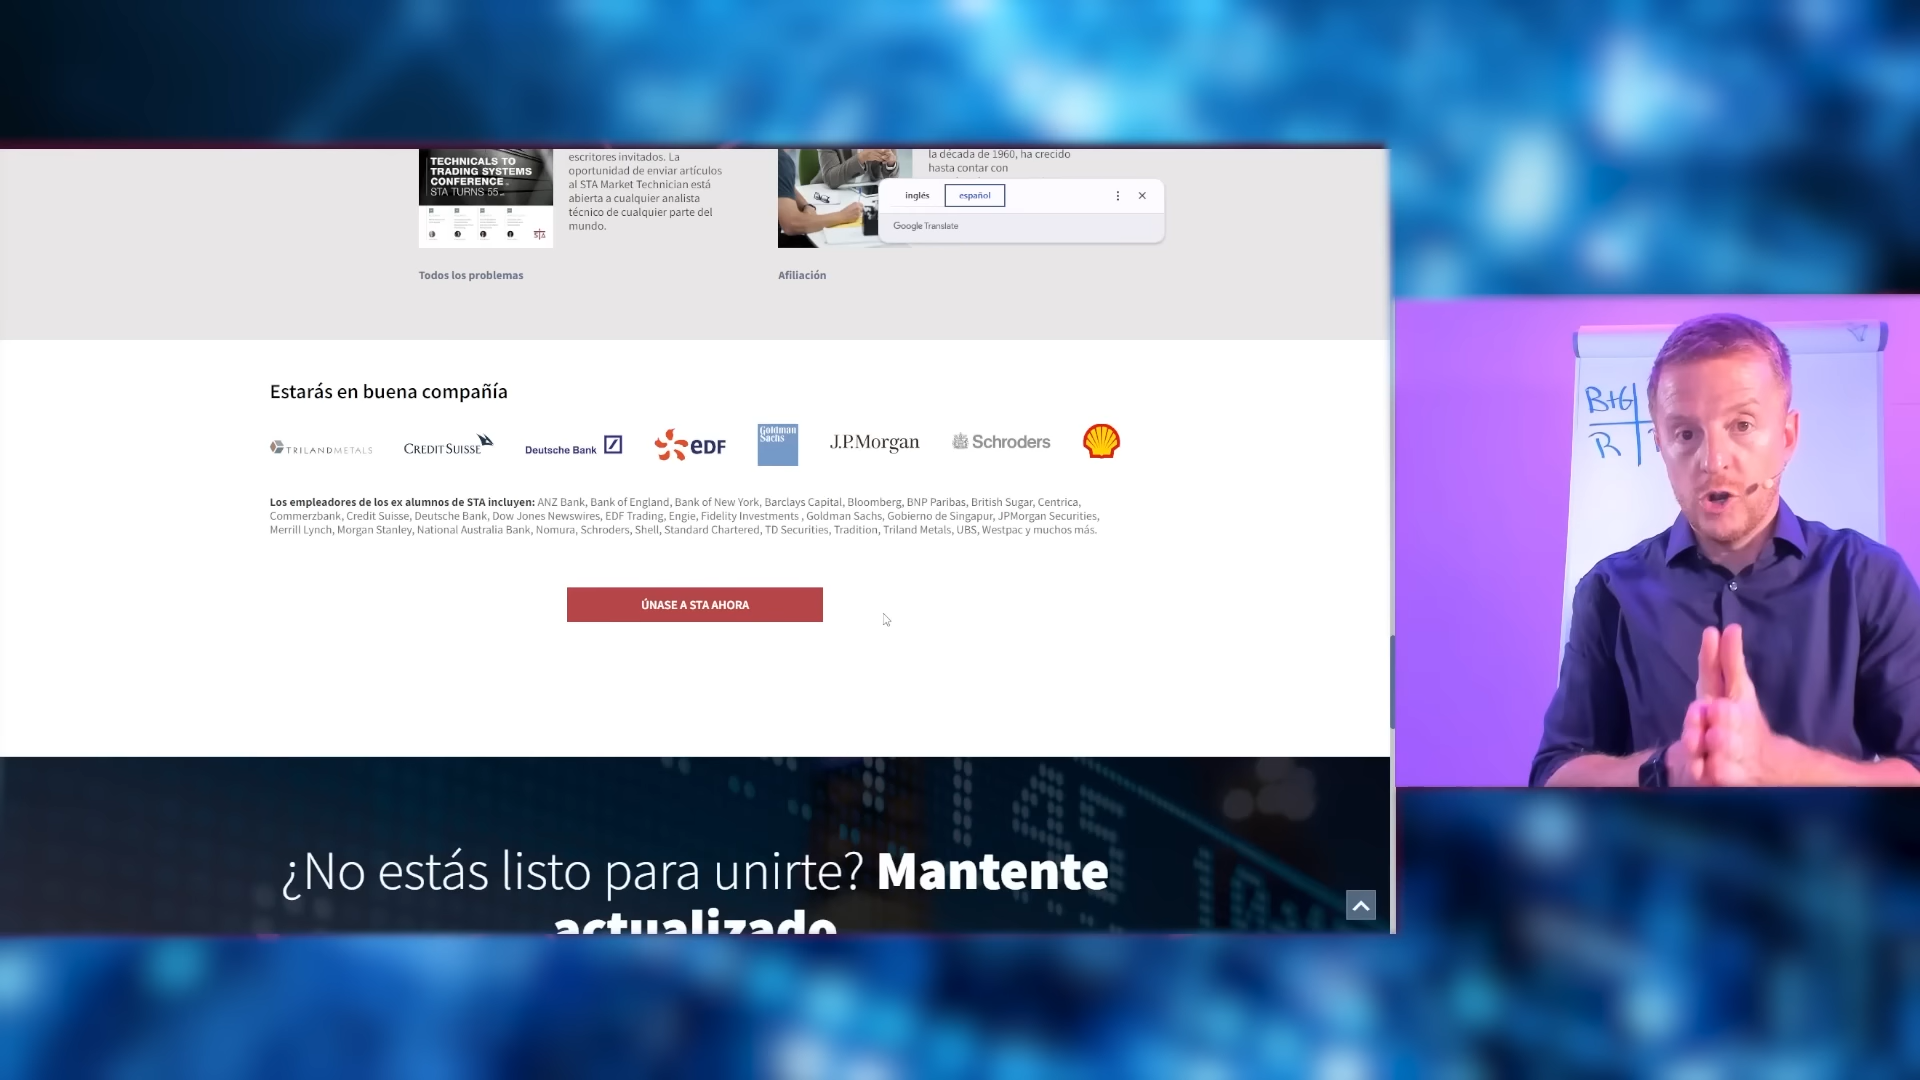 TECHNICALS TO
TRADING SYSTEMS
CONFERENCE
STA TURNS 55
sta
escritores invitados. La
oportunidad de enviar artículos
al STA Market Technician está
abierta a cualquier analista
técnico de cualquier parte del
mundo.
Todos los problemas
la década de 1960, ha crecido
hasta contar con
inglés español
Google Translate
Afiliación
Estarás en buena compañía
TRILANDMETALS
CREDIT SUISSE
Deutsche Bank
eDF
Goldman
Sachs
J.P.Morgan
Schroders
Los empleadores de los ex alumnos de STA incluyen: ANZ Bank, Bank of England, Bank of New York, Barclays Capital, Bloomberg, BNP Paribas, British Sugar, Centrica,
Commerzbank, Credit Suisse, Deutsche Bank, Dow Jones Newswires, EDF Trading, Engie, Fidelity Investments , Goldman Sachs, Gobierno de Singapur, JPMorgan Securities,
Merrill Lynch, Morgan Stanley, National Australia Bank, Nomura, Schroders, Shell, Standard Chartered, TD Securities, Tradition, Triland Metals, UBS, Westpac y muchos más.
ÚNASE A STA AHORA
¿No estás listo para unirte? Mantente
actualizado
B+G
R